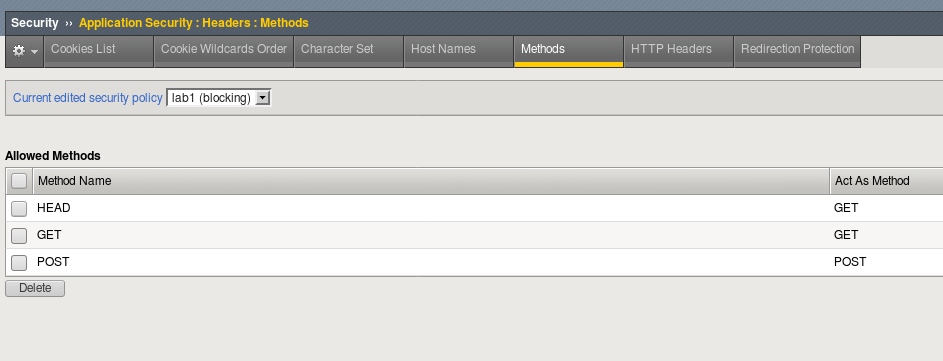 Security ›› Application Security : Headers : Methods
Cookies List Cookie Wildcards Order Character Set Host Names Methods HTTP Headers Redirection Protection
Current edited security policy lab1 (blocking)
Allowed Methods
Method Name Act As Method
HEAD GET
GET GET
POST POST
Delete